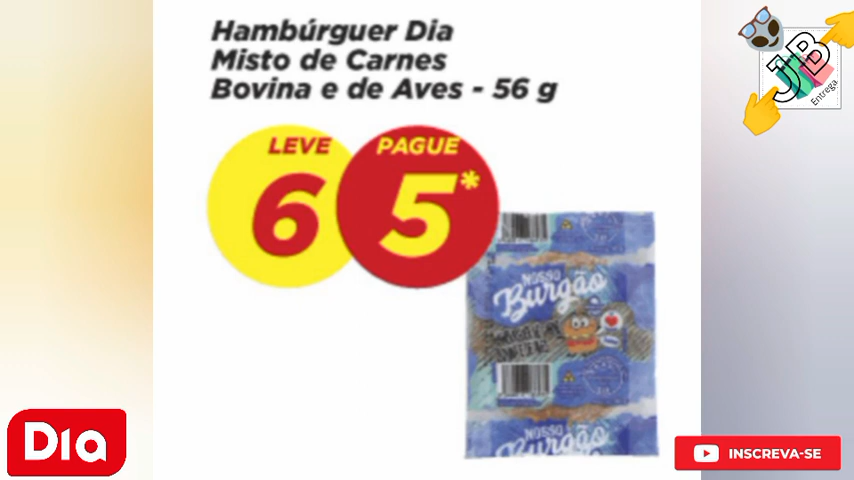 Hambúrguer Dia
Misto de Carnes
Bovina e de Aves - 56 g
LEVE
6
PAGUE
5*
JB
Entrega
NOSSO
Burgão
NOSSO
Burgão
Dia
INSCREVA-SE